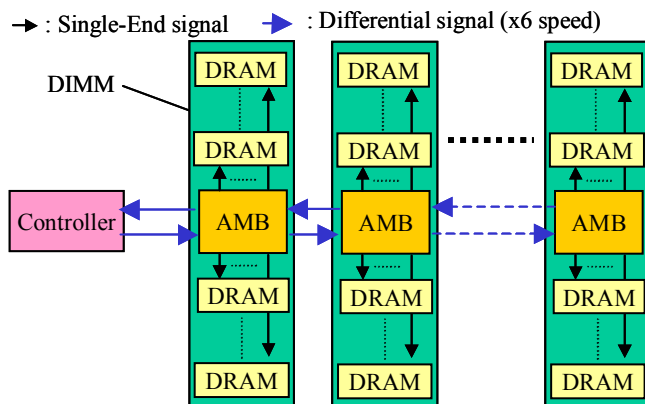 : Single-End signal
: Differential signal (x6 speed)
DIMM
DRAM DRAM DRAM
DRAM DRAM DRAM
Controller AMB AMB AMB
DRAM DRAM DRAM
DRAM DRAM DRAM